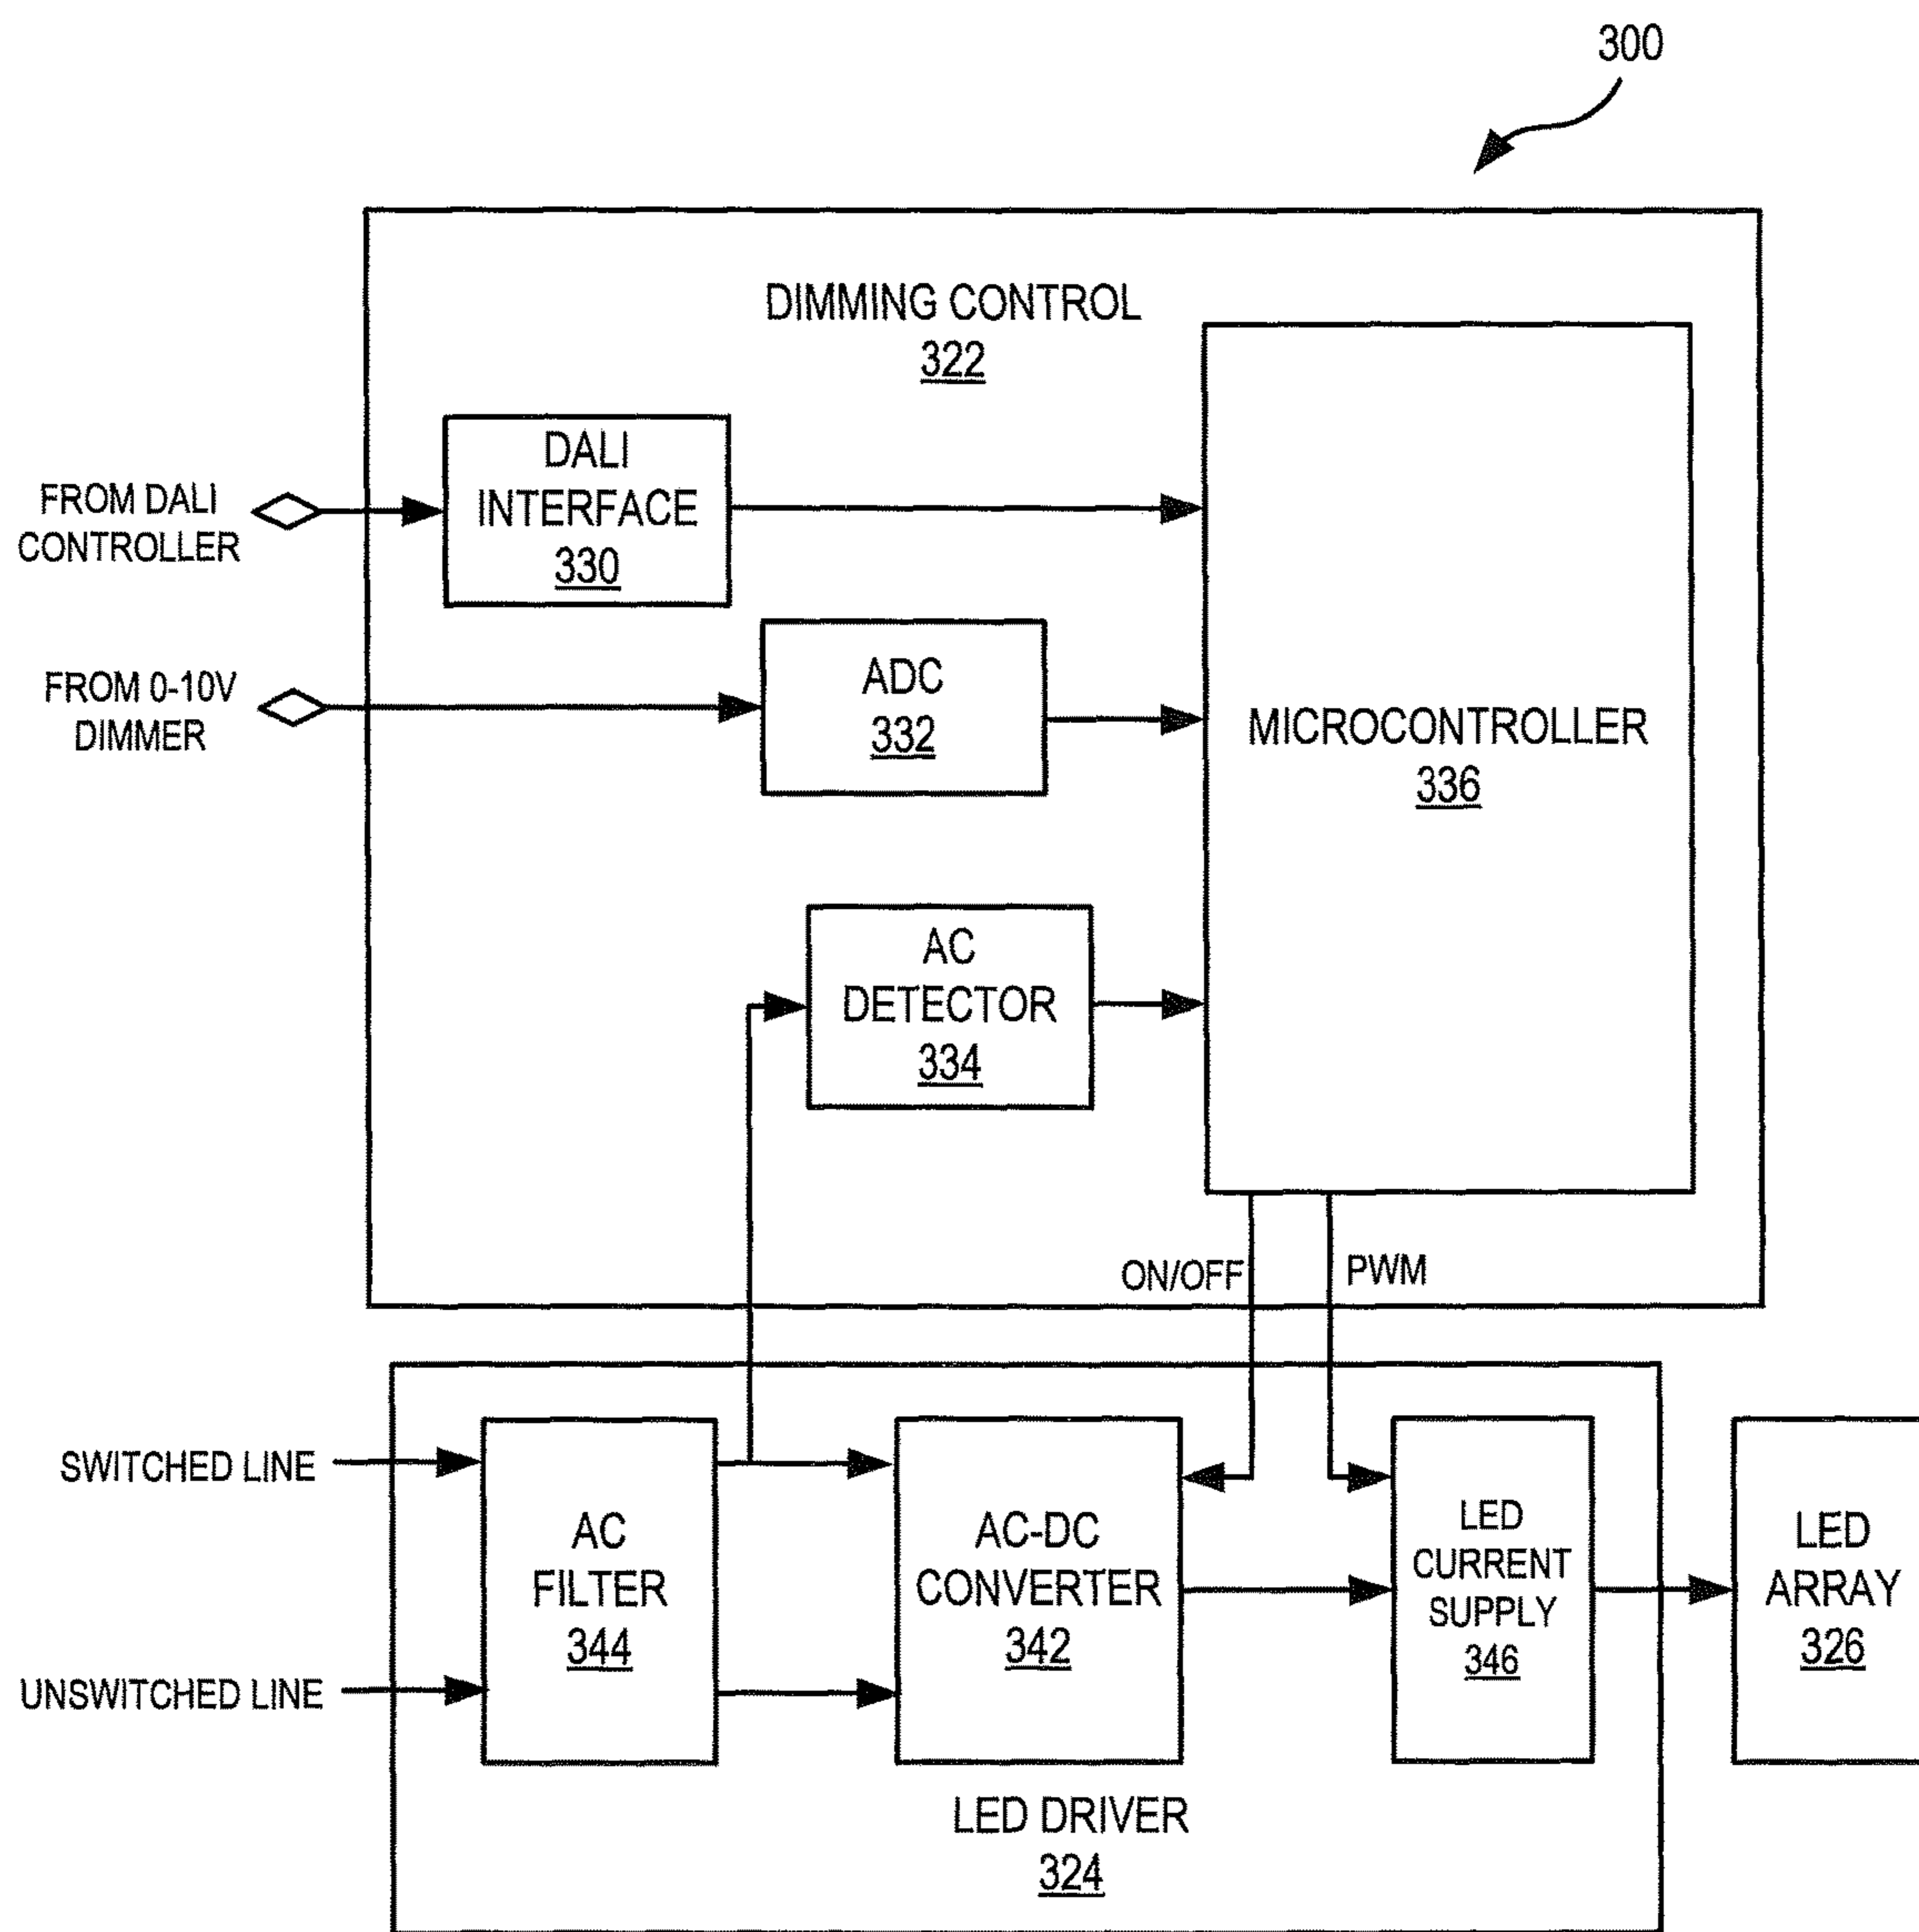 300
DIMMING CONTROL
322
DALI
INTERFACE
330
FROM DALI
CONTROLLER
ADC
332
FROM 0-10V
DIMMER
MICROCONTROLLER
336
AC
DETECTOR
334
ON/OFF
PWM
SWITCHED LINE
UNSWITCHED LINE
AC
FILTER
344
AC-DC
CONVERTER
342
LED
CURRENT
SUPPLY
346
LED
ARRAY
326
LED DRIVER
324